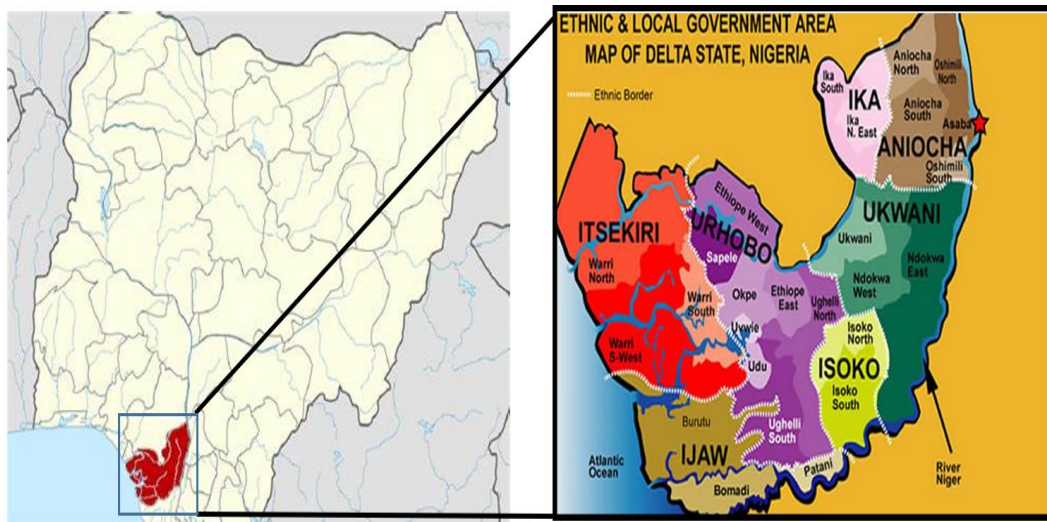 ETHNIC & LOCAL GOVERNMENT AREA
MAP OF DELTA STATE, NIGERIA
Ethnic Border
Ika
South
IKA
Ika
N. East
Aniocha
North
Oshimili
North
Aniocha
South
Asaba
ANIOCHA
Oshimili
South
UKWANI
Ukwani
Ndokwa
East
Ndokwa
West
Ethiope West
URHOBO
Sapele
ITSEKIRI
Warri
North
Warri
South
Warri
S-West
Okpe
Ethiope
East
Ughelli
North
Uvwie
Udu
Isoko
North
ISOKO
Isoko
South
Burutu
IJAW
Ughelli
South
Bomadi
Patani
Atlantic
Ocean
River
Niger